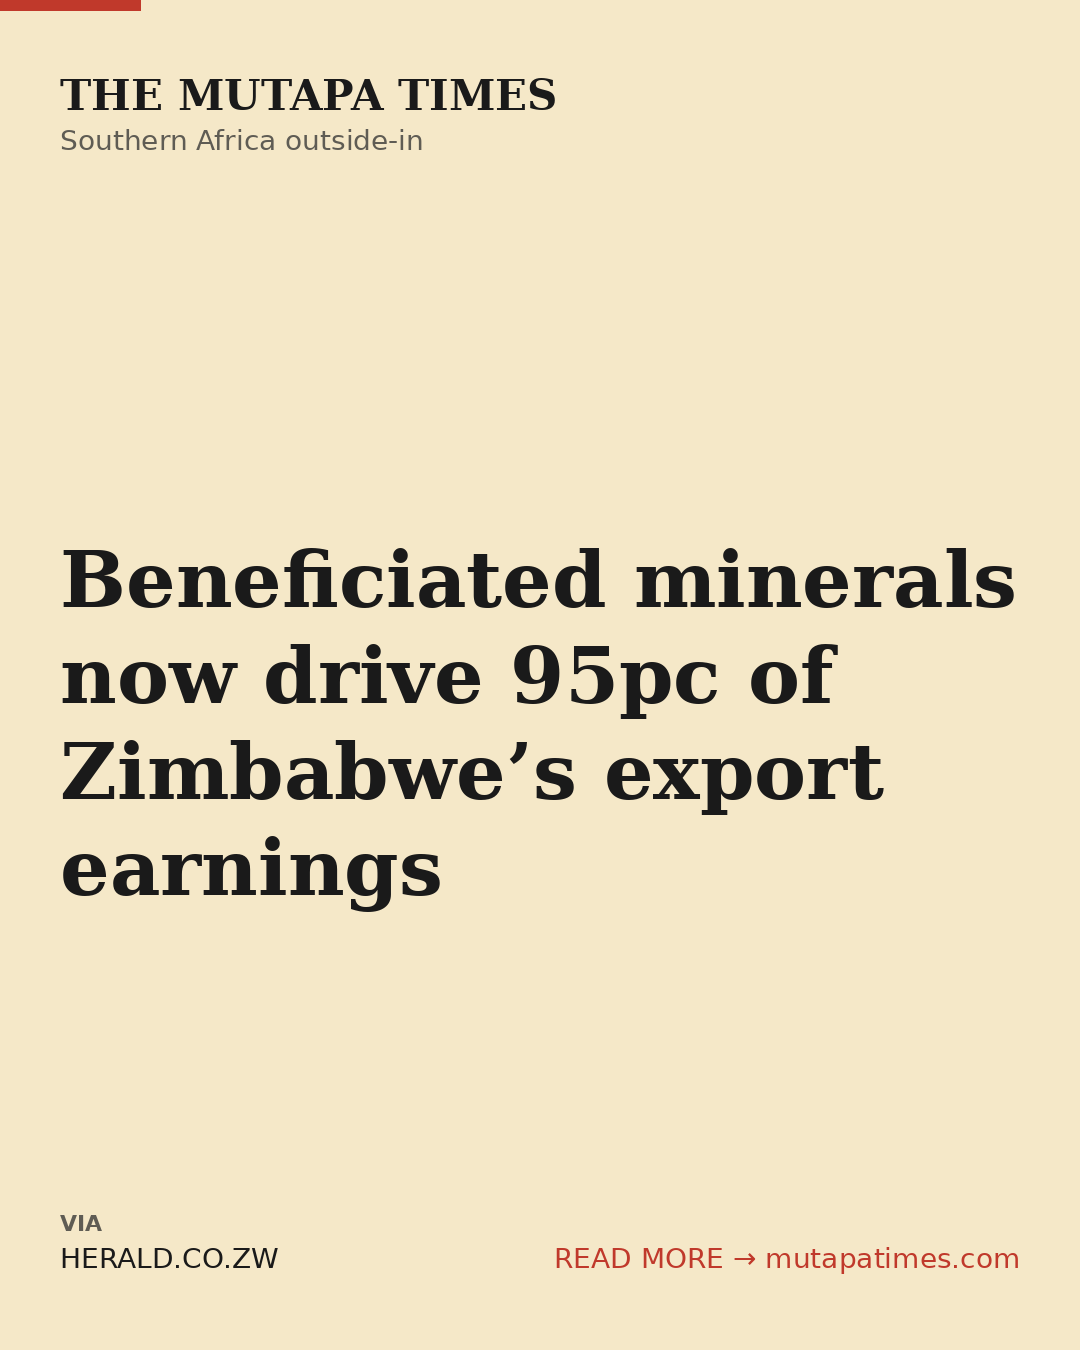 THE MUTAPA TIMES
Southern Africa outside-in
Beneficiated minerals
now drive 95pc of
Zimbabwe’s export
earnings
VIA
HERALD.CO.ZW
READ MORE → mutapatimes.com